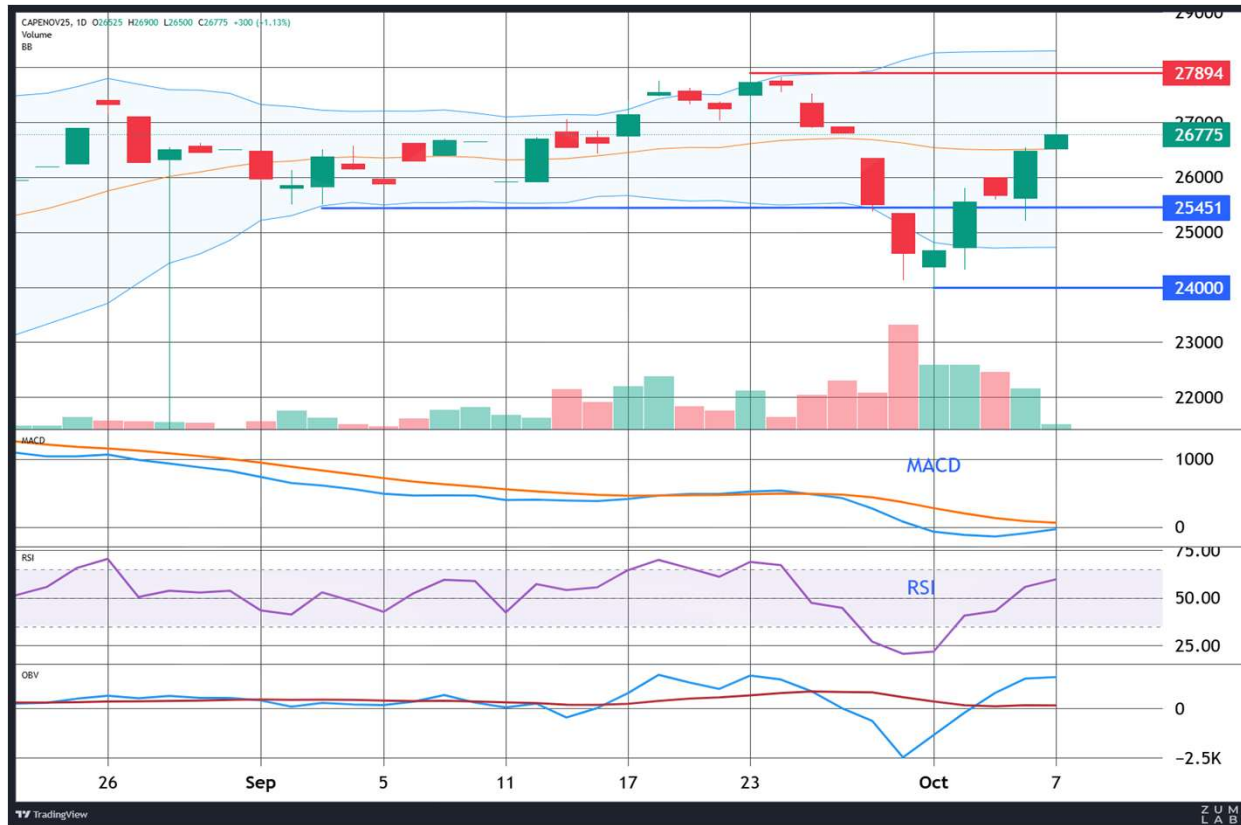 CAPENOV25, 1D O26525 H26900 L26500 C26775 +300 (+1.13%)
Volume
BB
29000
27894
27000
26775
26000
25451
25000
24000
23000
22000
MACD
MACD
1000
0
RSI
RSI
75.00
50.00
25.00
OBV
0
−2.5K
26 Sep 5 11 17 23 Oct 7
TradingView
ZUM
LAB